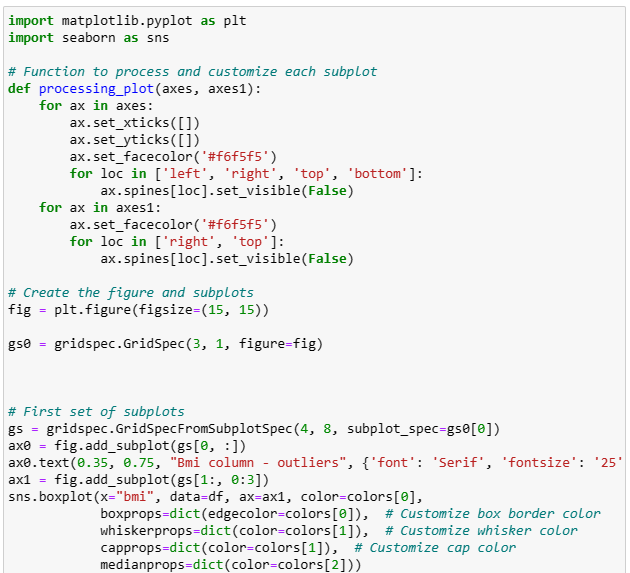 import matplotlib.pyplot as plt
import seaborn as sns
# Function to process and customize each subplot
def processing_plot(axes, axes1):
    for ax in axes:
        ax.set_xticks([])
        ax.set_yticks([])
        ax.set_facecolor('#f6f5f5')
        for loc in ['left', 'right', 'top', 'bottom']:
            ax.spines[loc].set_visible(False)
    for ax in axes1:
        ax.set_facecolor('#f6f5f5')
        for loc in ['right', 'top']:
            ax.spines[loc].set_visible(False)
# Create the figure and subplots
fig = plt.figure(figsize=(15, 15))
gs0 = gridspec.GridSpec(3, 1, figure=fig)
# First set of subplots
gs = gridspec.GridSpecFromSubplotSpec(4, 8, subplot_spec=gs0[0])
ax0 = fig.add_subplot(gs[0, :])
ax0.text(0.35, 0.75, "Bmi column - outliers", {'font': 'Serif', 'fontsize': '25'
ax1 = fig.add_subplot(gs[1:, 0:3])
sns.boxplot(x="bmi", data=df, ax=ax1, color=colors[0],
            boxprops=dict(edgecolor=colors[0]),  # Customize box border color
            whiskerprops=dict(color=colors[1]),  # Customize whisker color
            capprops=dict(color=colors[1]),  # Customize cap color
            medianprops=dict(color=colors[2]))